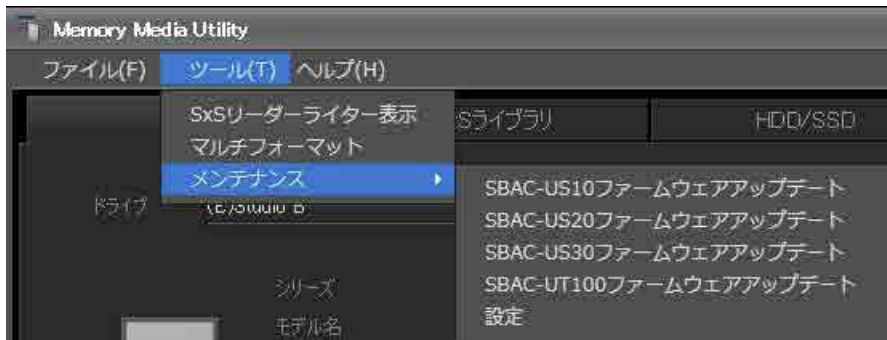 Memory Media Utility
ファイル(F) ツール(T) ヘルプ(H)
SxSリーダーライター表示
マルチフォーマット
メンテナンス
Sライブラリ HDD/SSD
ドライブ (E:)Studio B
SBAC-US10ファームウェアアップデート
SBAC-US20ファームウェアアップデート
SBAC-US30ファームウェアアップデート
SBAC-UT100ファームウェアアップデート
設定
シリーズ
モデル名